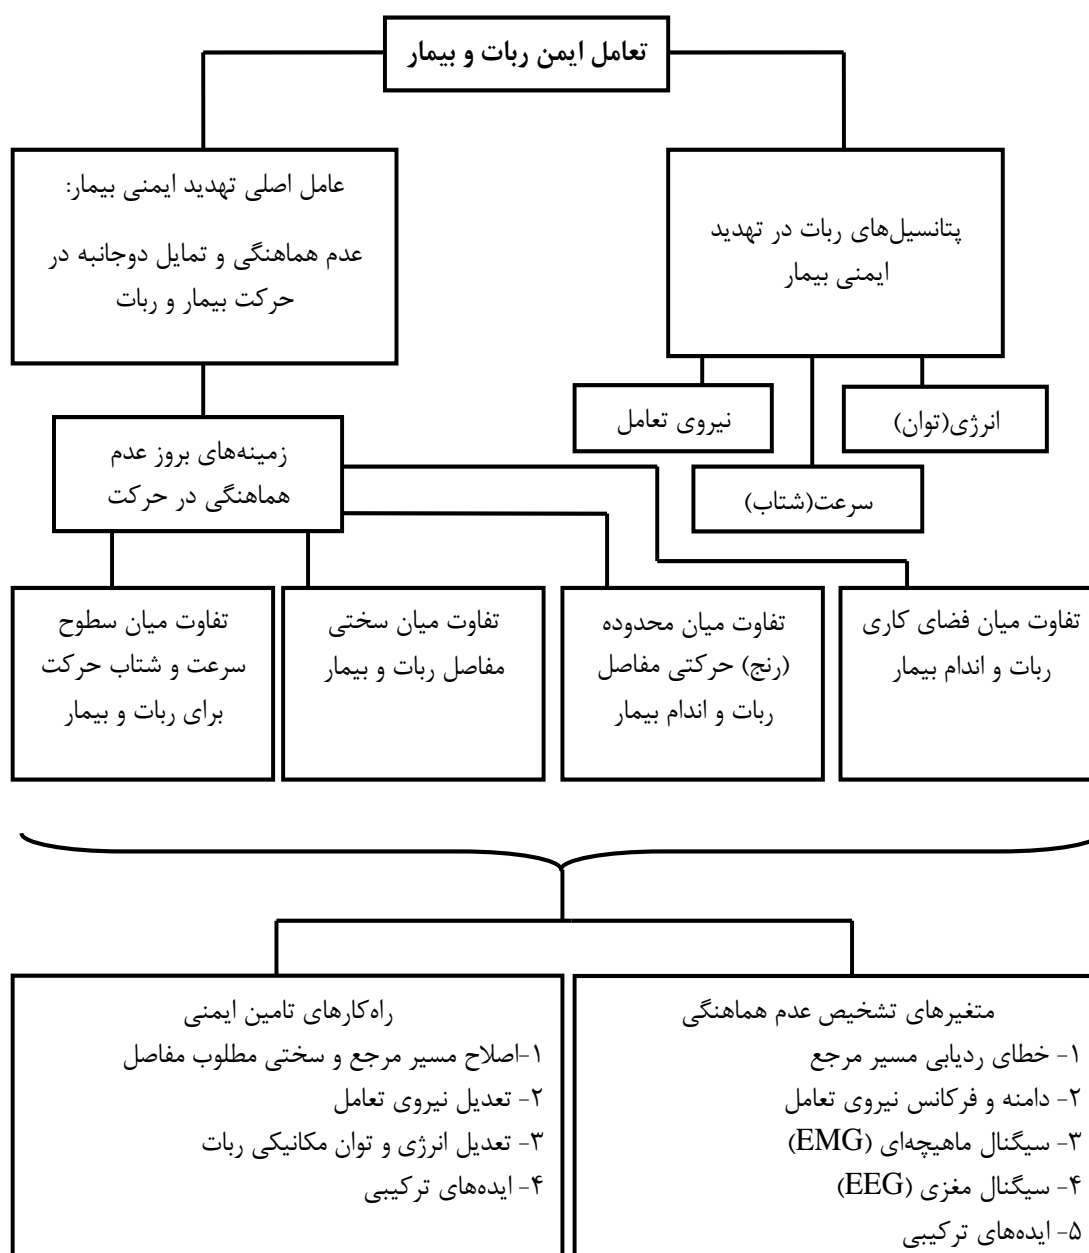 تعامل ایمن ربات و بیمار
پتانسیل‌های ربات در تهدید
ایمنی بیمار
عامل اصلی تهدید ایمنی بیمار:
عدم هماهنگی و تمایل دوجانبه در
حرکت بیمار و ربات
انرژی(توان)
نیروی تعامل
سرعت(شتاب)
زمینه‌های بروز عدم
هماهنگی در حرکت
تفاوت میان فضای کاری
ربات و اندام بیمار
تفاوت میان محدوده
(رنج) حرکتی مفاصل
ربات و اندام بیمار
تفاوت میان سختی
مفاصل ربات و بیمار
تفاوت میان سطوح
سرعت و شتاب حرکت
برای ربات و بیمار
متغیرهای تشخیص عدم هماهنگی
۱- خطای ردیابی مسیر مرجع
۲- دامنه و فرکانس نیروی تعامل
۳- سیگنال ماهیچه‌ای (EMG)
۴- سیگنال مغزی (EEG)
۵- ایده‌های ترکیبی
راه‌کارهای تامین ایمنی
۱-اصلاح مسیر مرجع و سختی مطلوب مفاصل
۲- تعدیل نیروی تعامل
۳- تعدیل انرژی و توان مکانیکی ربات
۴- ایده‌های ترکیبی